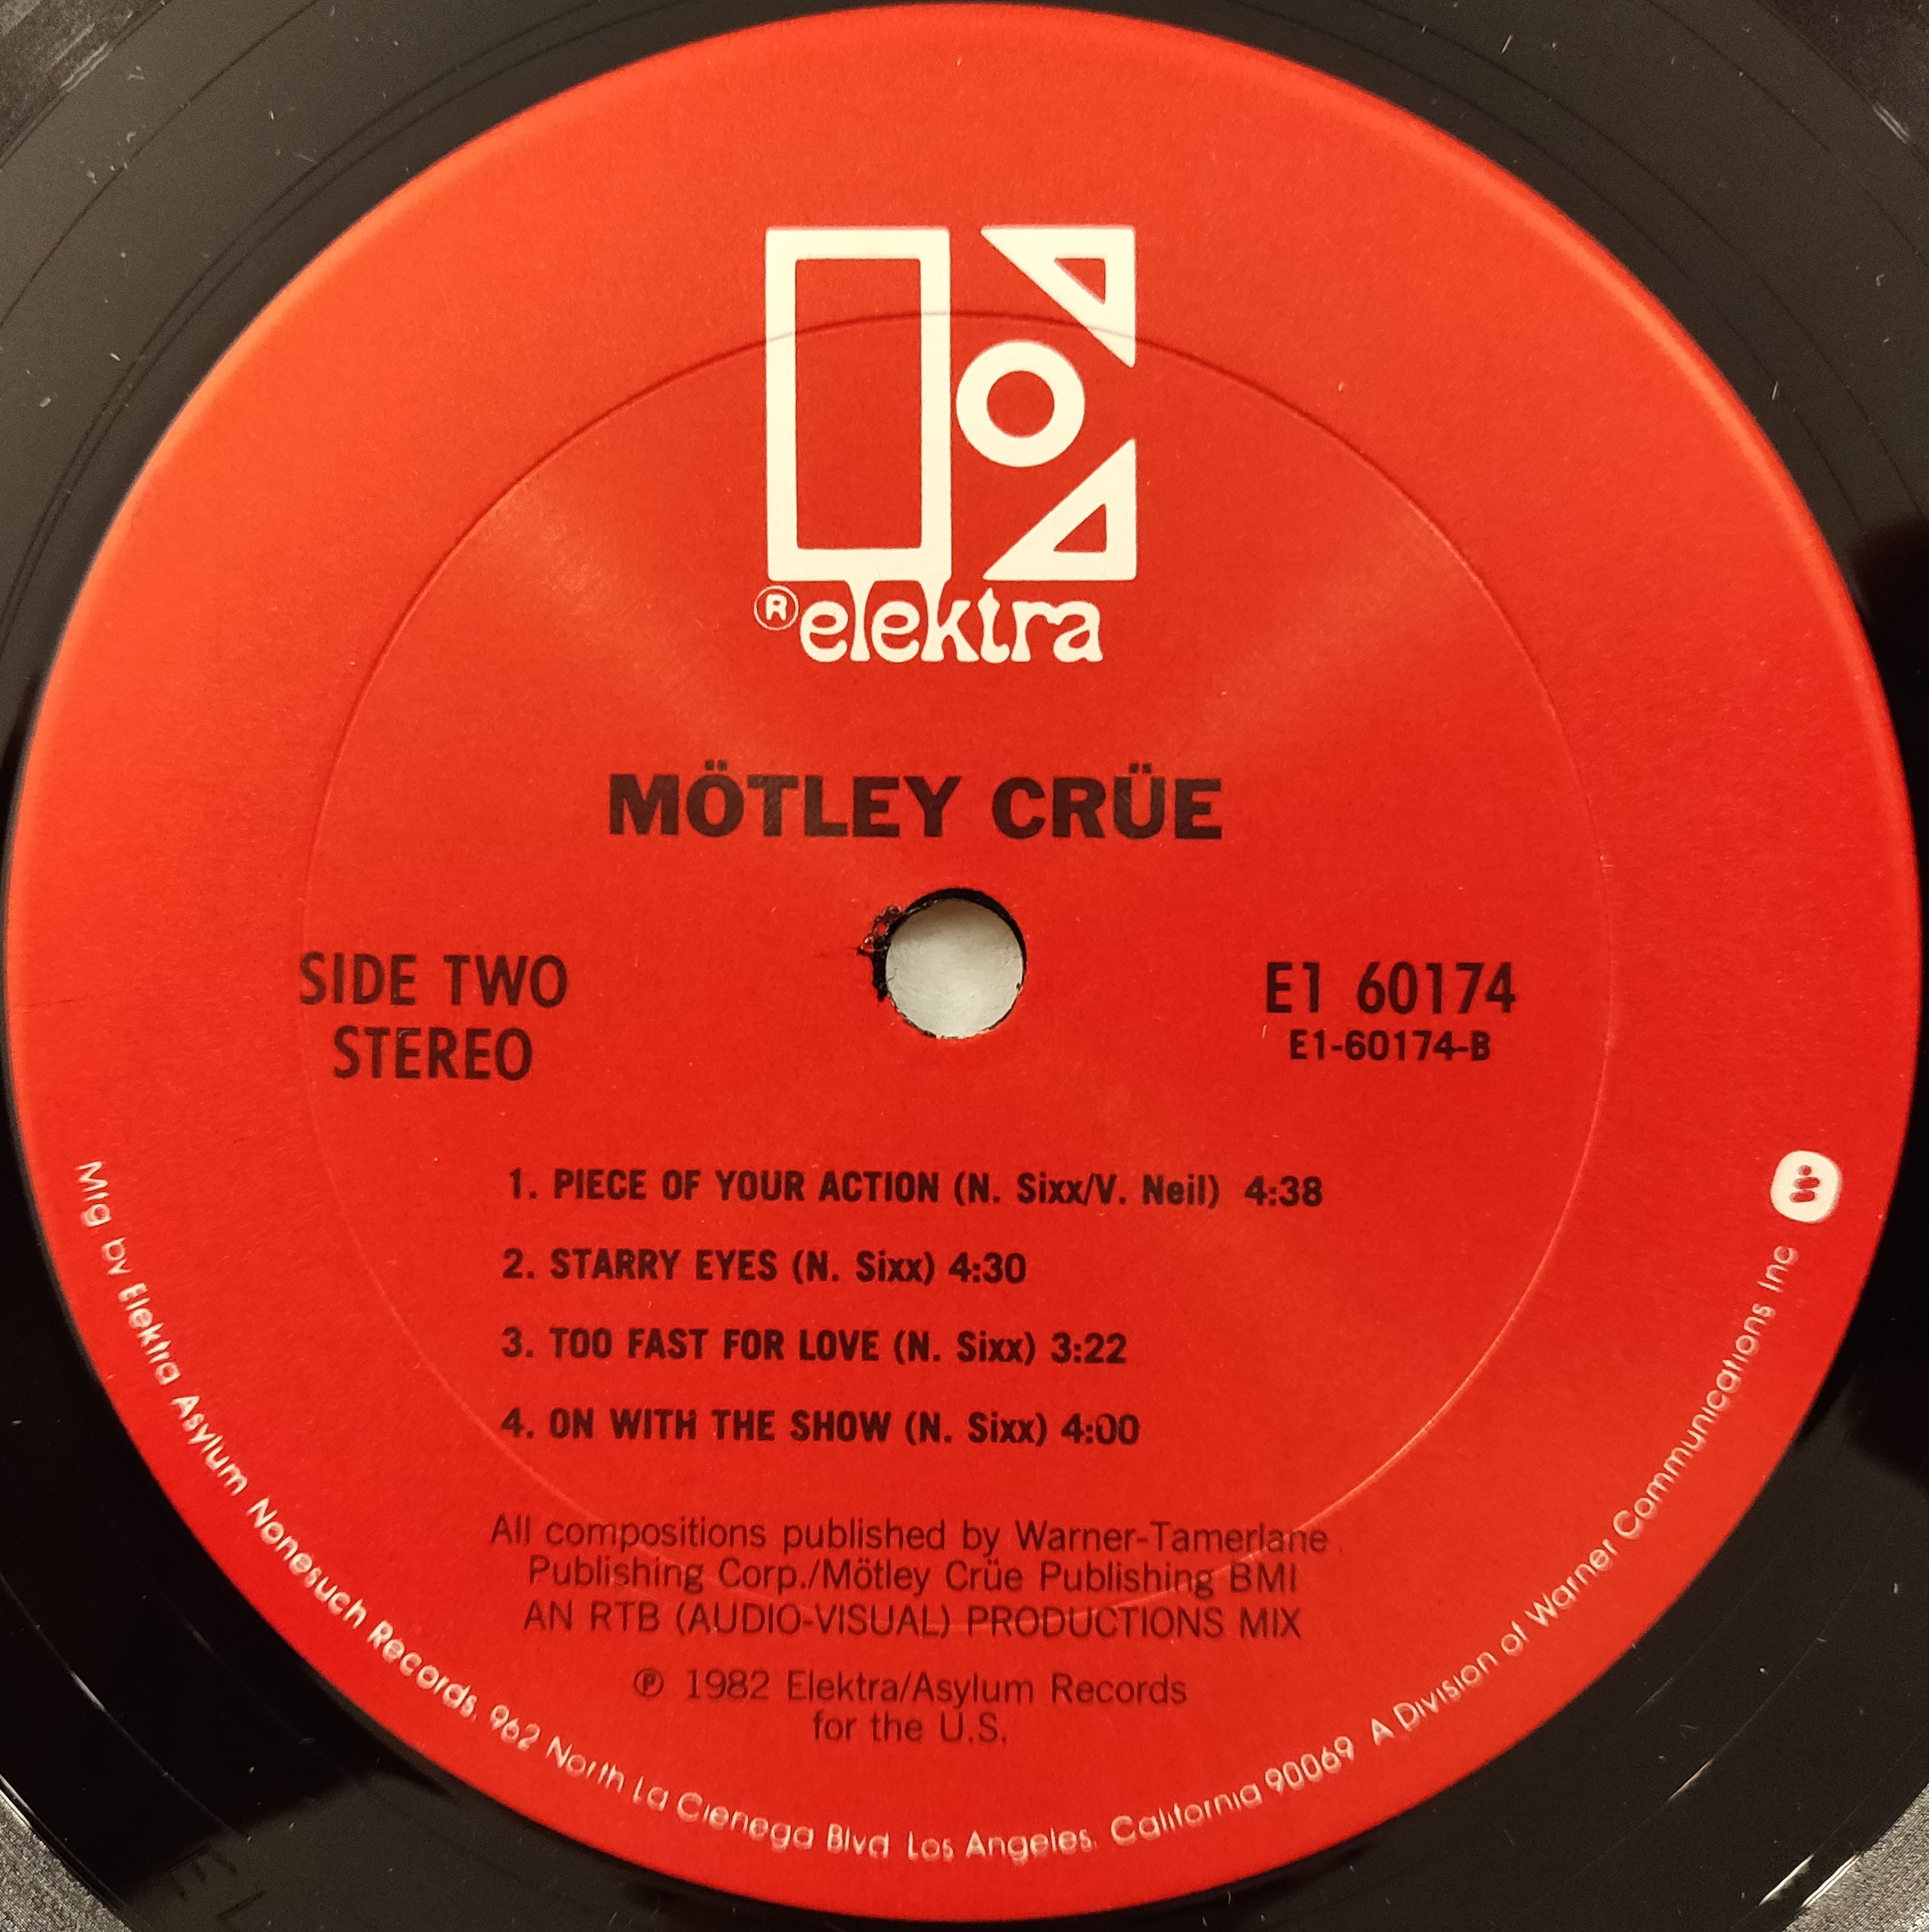 ® elektra
MÖTLEY CRÜE
SIDE TWO
STEREO
E1 60174
E1-60174-B
1. PIECE OF YOUR ACTION (N. Sixx/V. Neil) 4:38
2. STARRY EYES (N. Sixx) 4:30
3. TOO FAST FOR LOVE (N. Sixx) 3:22
4. ON WITH THE SHOW (N. Sixx) 4:00
All compositions published by Warner-Tamerlane
Publishing Corp./Mötley Crüe Publishing BMI
AN RTB (AUDIO-VISUAL) PRODUCTIONS MIX
℗ 1982 Elektra/Asylum Records
for the U.S.
Mfg by Elektra Asylum Nonesuch Records, 962 North La Cienega Blvd Los Angeles, California 90069 A Division of Warner Communications Inc